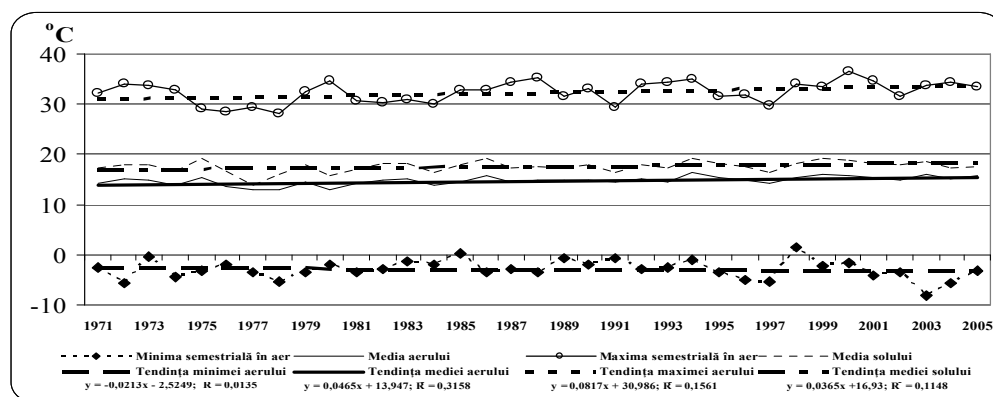 °C
40
30
20
10
0
-10
1971 1973 1975 1977 1979 1981 1983 1985 1987 1989 1991 1993 1995 1997 1999 2001 2003 2005
Minima semestrială în aer Media aerului Maxima semestrială în aer Media solului
Tendința minimei aerului Tendința mediei aerului Tendința maximei aerului Tendința mediei solului
y = -0,0213x - 2,5249; R = 0,0135 y = 0,0465x + 13,947; R = 0,3158 y = 0,0817x + 30,986; R = 0,1561 y = 0,0365x +16,93; R = 0,1148